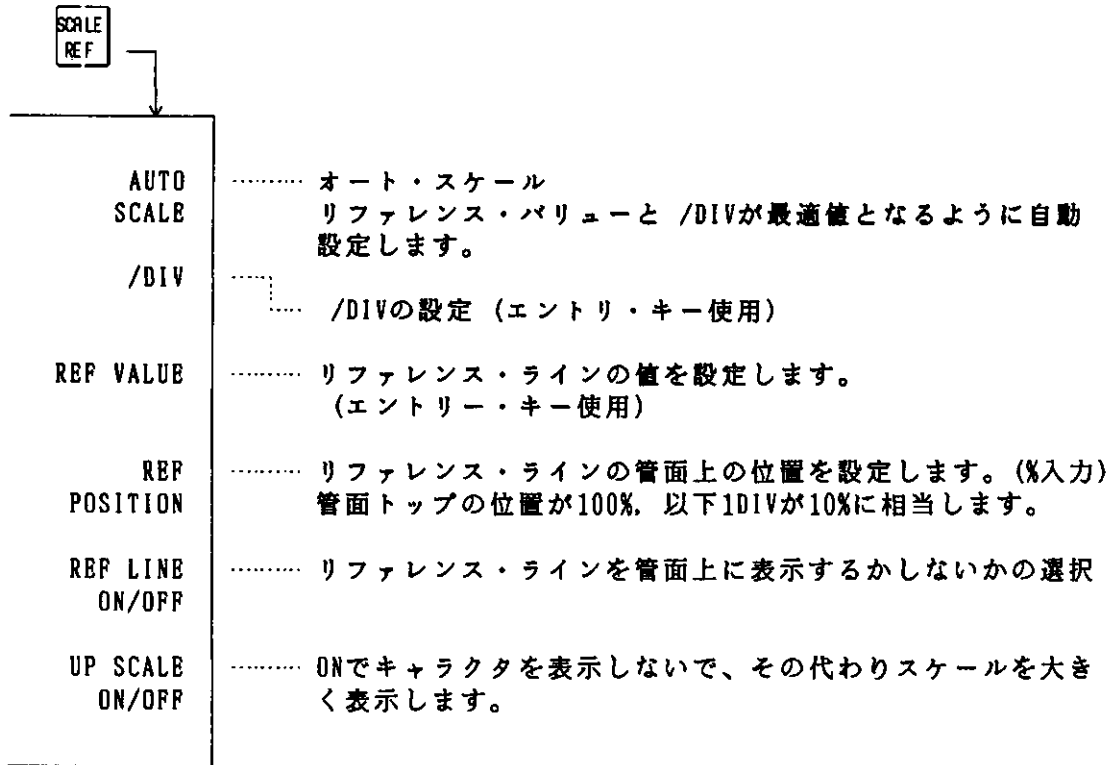 SCALE
REF
AUTO ……… オート・スケール
SCALE リファレンス・バリューと /DIVが最適値となるように自動
設定します。
/DIV ……
…… /DIVの設定 (エントリ・キー使用)
REF VALUE ……… リファレンス・ラインの値を設定します。
(エントリー・キー使用)
REF ……… リファレンス・ラインの管面上の位置を設定します。(%入力)
POSITION 管面トップの位置が100%, 以下1DIVが10%に相当します。
REF LINE ……… リファレンス・ラインを管面上に表示するかしないかの選択
ON/OFF
UP SCALE ……… ONでキャラクタを表示しないで、その代わりスケールを大き
ON/OFF く表示します。